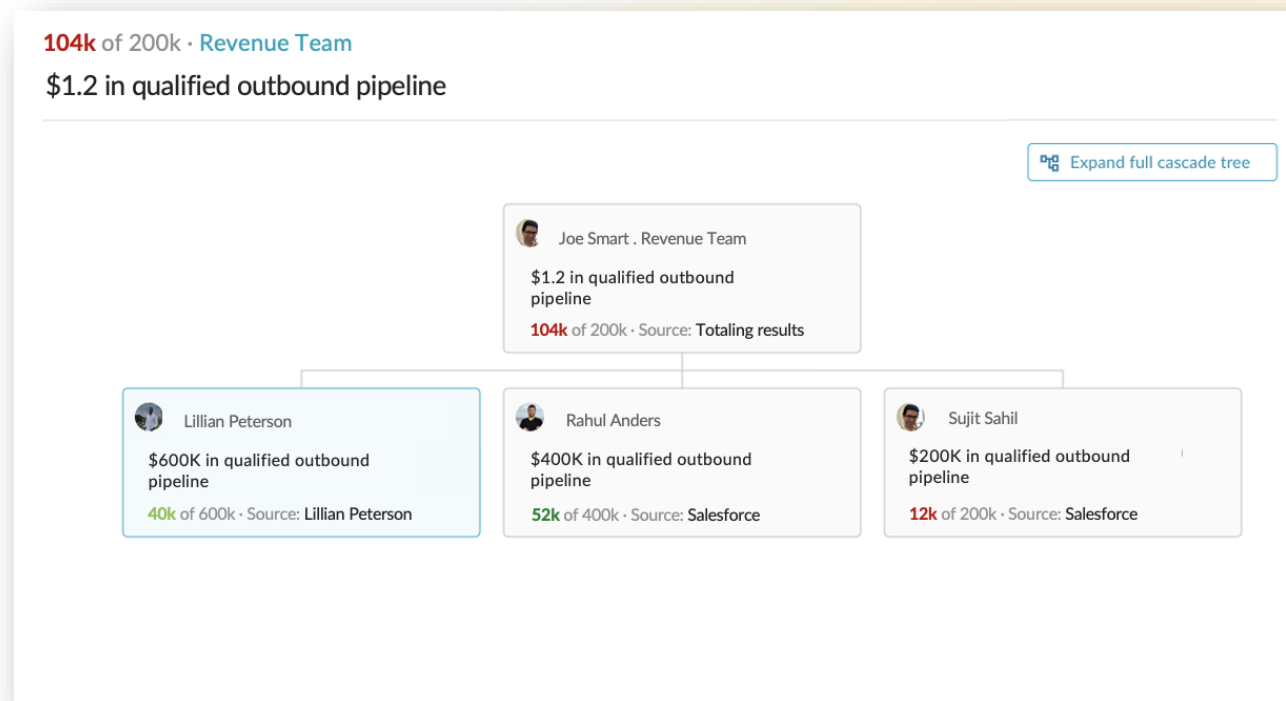 104k of 200k · Revenue Team
$1.2 in qualified outbound pipeline
Expand full cascade tree
Joe Smart . Revenue Team
$1.2 in qualified outbound
pipeline
104k of 200k · Source: Totaling results
Lillian Peterson
$600K in qualified outbound
pipeline
40k of 600k · Source: Lillian Peterson
Rahul Anders
$400K in qualified outbound
pipeline
52k of 400k · Source: Salesforce
Sujit Sahil
$200K in qualified outbound
pipeline
12k of 200k · Source: Salesforce